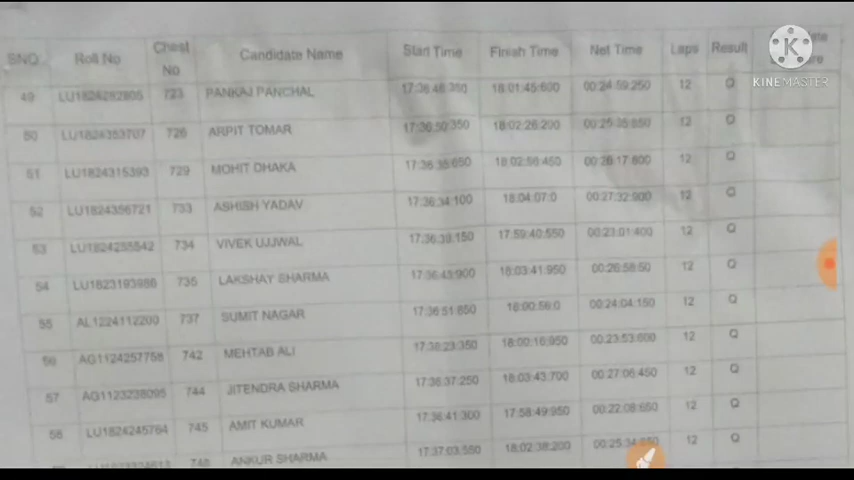 SNO Roll No Chest No Candidate Name Start Time Finish Time Net Time Laps Result
KINEMASTER
49 LU1824282805 723 PANKAJ PANCHAL 17:36:46:350 18:01:45:600 00:24:59:250 12 Q
50 LU1824353707 726 ARPIT TOMAR 17:36:50:350 18:02:26:200 00:25:35:850 12 Q
51 LU1824315393 729 MOHIT DHAKA 17:36:38:650 18:02:56:450 00:26:17:800 12 Q
52 LU1824356721 733 ASHISH YADAV 17:36:34:100 18:04:07:0 00:27:32:900 12 Q
53 LU1824255542 734 VIVEK UJJWAL 17:36:39:150 17:59:40:550 00:23:01:400 12 Q
54 LU1823193986 735 LAKSHAY SHARMA 17:36:43:900 18:03:41:950 00:26:58:50 12 Q
55 AL1224112200 737 SUMIT NAGAR 17:36:51:850 18:00:56:0 00:24:04:150 12 Q
56 AG1124257758 742 MEHTAB ALI 17:36:23:350 18:00:16:950 00:23:53:600 12 Q
57 AG1123238095 744 JITENDRA SHARMA 17:36:37:250 18:03:43:700 00:27:06:450 12 Q
58 LU1824245764 745 AMIT KUMAR 17:36:41:300 17:58:49:950 00:22:08:650 12 Q
ANKUR SHARMA 17:37:03:550 18:02:38:200 12 Q